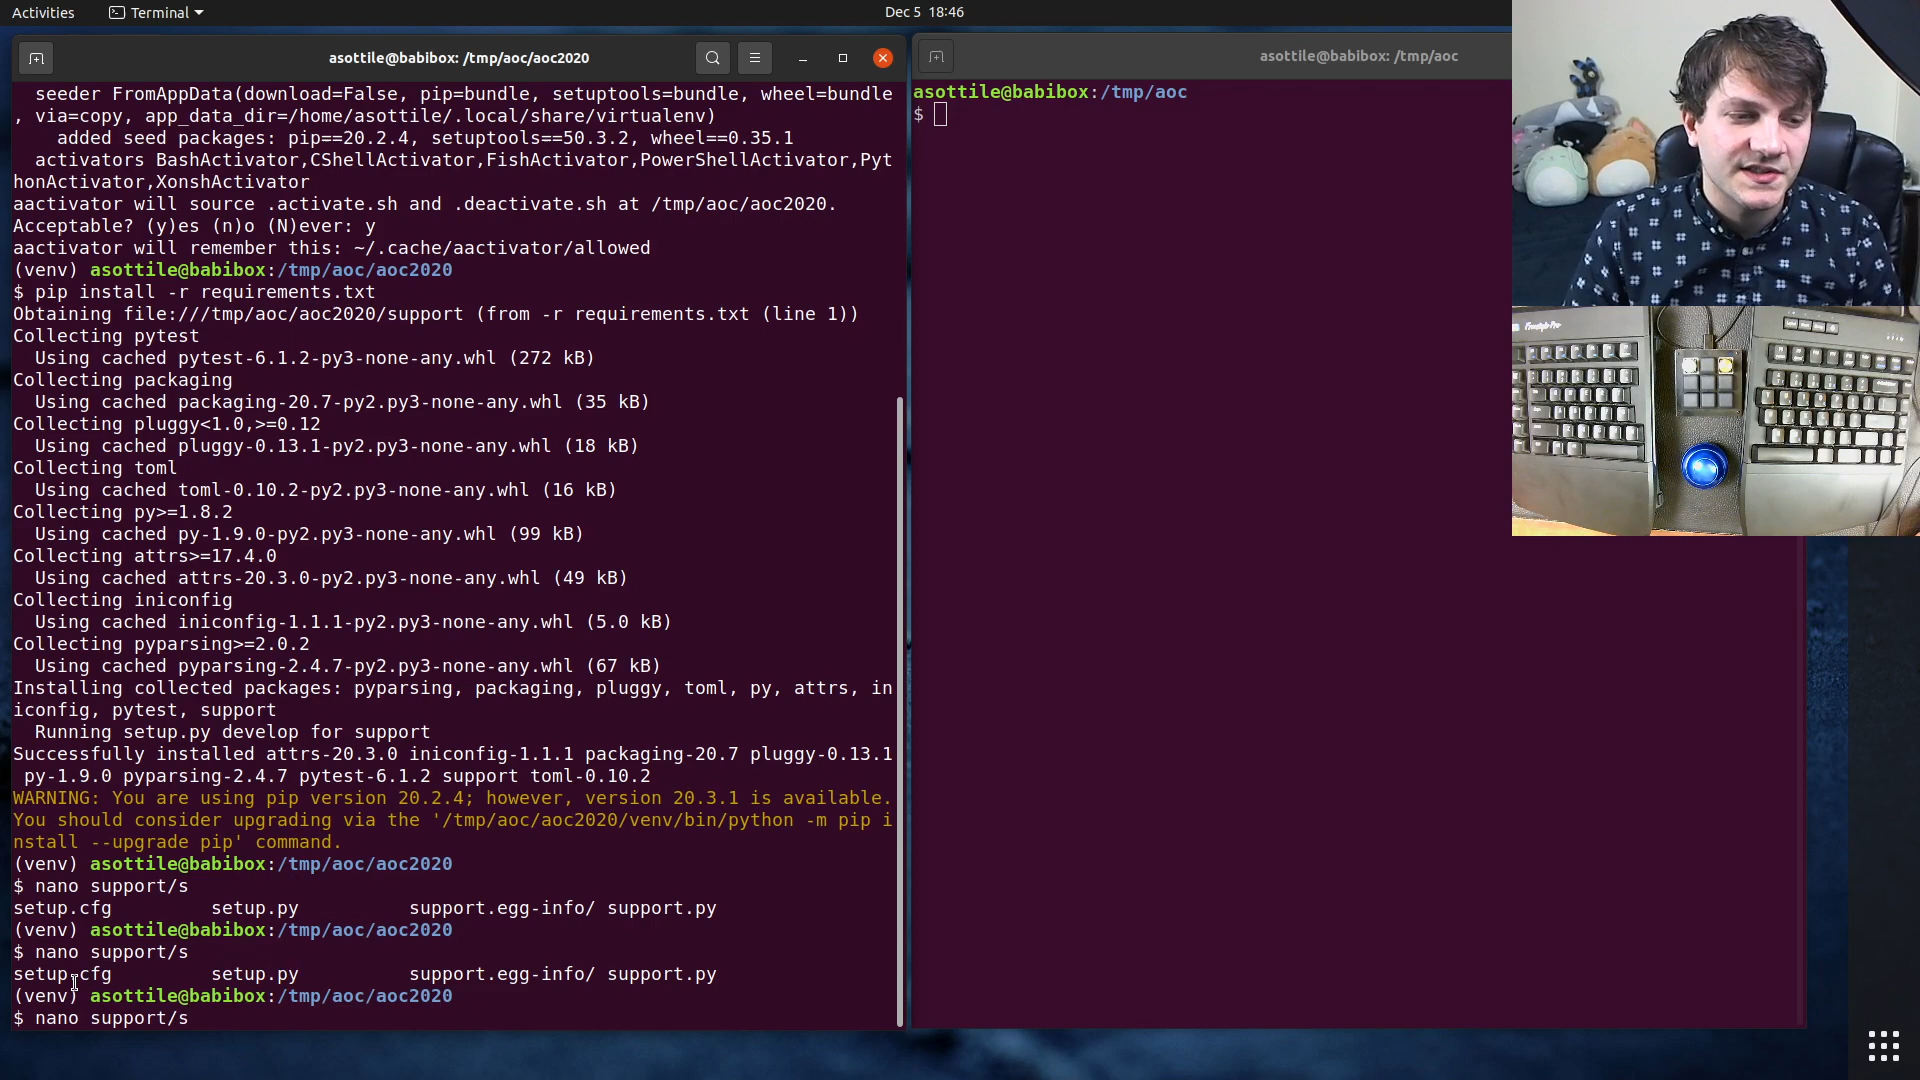 Activities
Terminal
Dec 5 18:46
asottile@babibox: /tmp/aoc/aoc2020
seeder FromAppData(download=False, pip=bundle, setuptools=bundle, wheel=bundle
, via=copy, app_data_dir=/home/asottile/.local/share/virtualenv)
added seed packages: pip==20.2.4, setuptools==50.3.2, wheel==0.35.1
activators BashActivator,CShellActivator,FishActivator,PowerShellActivator,Pyt
honActivator,XonshActivator
aactivator will source .activate.sh and .deactivate.sh at /tmp/aoc/aoc2020.
Acceptable? (y)es (n)o (N)ever: y
aactivator will remember this: ~/.cache/aactivator/allowed
(venv) asottile@babibox:/tmp/aoc/aoc2020
$ pip install -r requirements.txt
Obtaining file:///tmp/aoc/aoc2020/support (from -r requirements.txt (line 1))
Collecting pytest
Using cached pytest-6.1.2-py3-none-any.whl (272 kB)
Collecting packaging
Using cached packaging-20.7-py2.py3-none-any.whl (35 kB)
Collecting pluggy<1.0,>=0.12
Using cached pluggy-0.13.1-py2.py3-none-any.whl (18 kB)
Collecting toml
Using cached toml-0.10.2-py2.py3-none-any.whl (16 kB)
Collecting py>=1.8.2
Using cached py-1.9.0-py2.py3-none-any.whl (99 kB)
Collecting attrs>=17.4.0
Using cached attrs-20.3.0-py2.py3-none-any.whl (49 kB)
Collecting iniconfig
Using cached iniconfig-1.1.1-py2.py3-none-any.whl (5.0 kB)
Collecting pyparsing>=2.0.2
Using cached pyparsing-2.4.7-py2.py3-none-any.whl (67 kB)
Installing collected packages: pyparsing, packaging, pluggy, toml, py, attrs, in
iconfig, pytest, support
Running setup.py develop for support
Successfully installed attrs-20.3.0 iniconfig-1.1.1 packaging-20.7 pluggy-0.13.1
py-1.9.0 pyparsing-2.4.7 pytest-6.1.2 support toml-0.10.2
WARNING: You are using pip version 20.2.4; however, version 20.3.1 is available.
You should consider upgrading via the '/tmp/aoc/aoc2020/venv/bin/python -m pip i
nstall --upgrade pip' command.
(venv) asottile@babibox:/tmp/aoc/aoc2020
$ nano support/s
setup.cfg setup.py support.egg-info/ support.py
(venv) asottile@babibox:/tmp/aoc/aoc2020
$ nano support/s
setup.cfg setup.py support.egg-info/ support.py
(venv) asottile@babibox:/tmp/aoc/aoc2020
$ nano support/s
asottile@babibox: /tmp/aoc
asottile@babibox:/tmp/aoc
$
Freestyle Pro